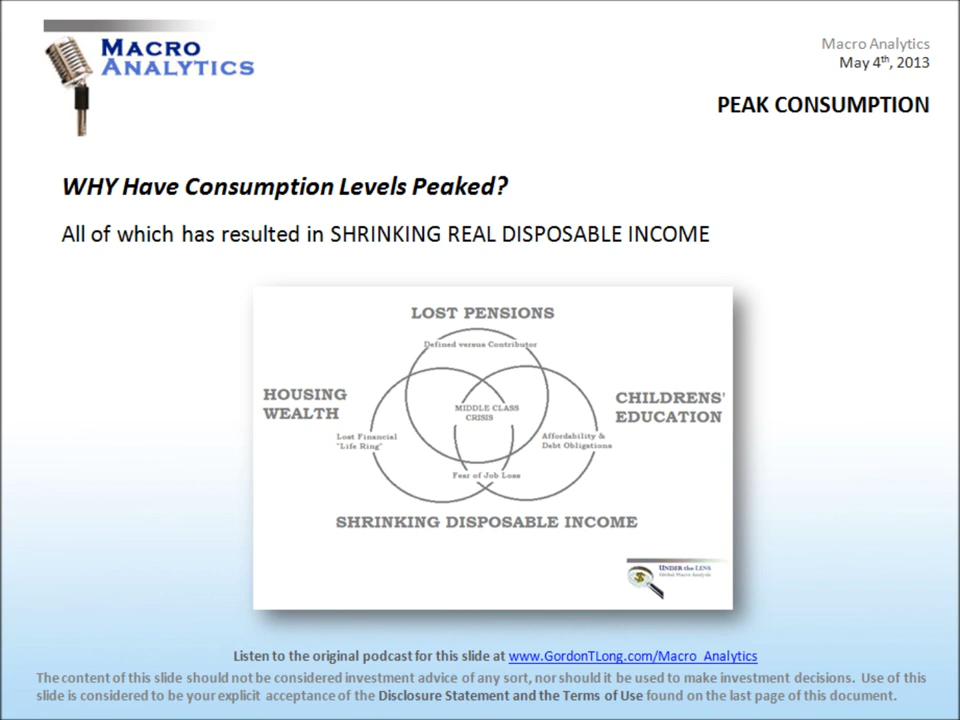 MACRO
ANALYTICS
Macro Analytics
May 4th, 2013
PEAK CONSUMPTION
WHY Have Consumption Levels Peaked?
All of which has resulted in SHRINKING REAL DISPOSABLE INCOME
LOST PENSIONS
Defined versus Contributor
HOUSING
WEALTH
CHILDRENS'
EDUCATION
MIDDLE CLASS
CRISIS
Lost Financial
"Life Ring"
Affordability &
Debt Obligations
Fear of Job Loss
SHRINKING DISPOSABLE INCOME
UNDER the LENS
Global Macro Analysis
Listen to the original podcast for this slide at www.GordonTLong.com/Macro_Analytics
The content of this slide should not be considered investment advice of any sort, nor should it be used to make investment decisions. Use of this
slide is considered to be your explicit acceptance of the Disclosure Statement and the Terms of Use found on the last page of this document.